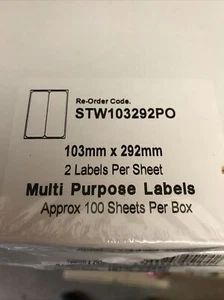 Re-Order Code.
STW103292PO
103mm x 292mm
2 Labels Per Sheet
Multi Purpose Labels
Approx 100 Sheets Per Box